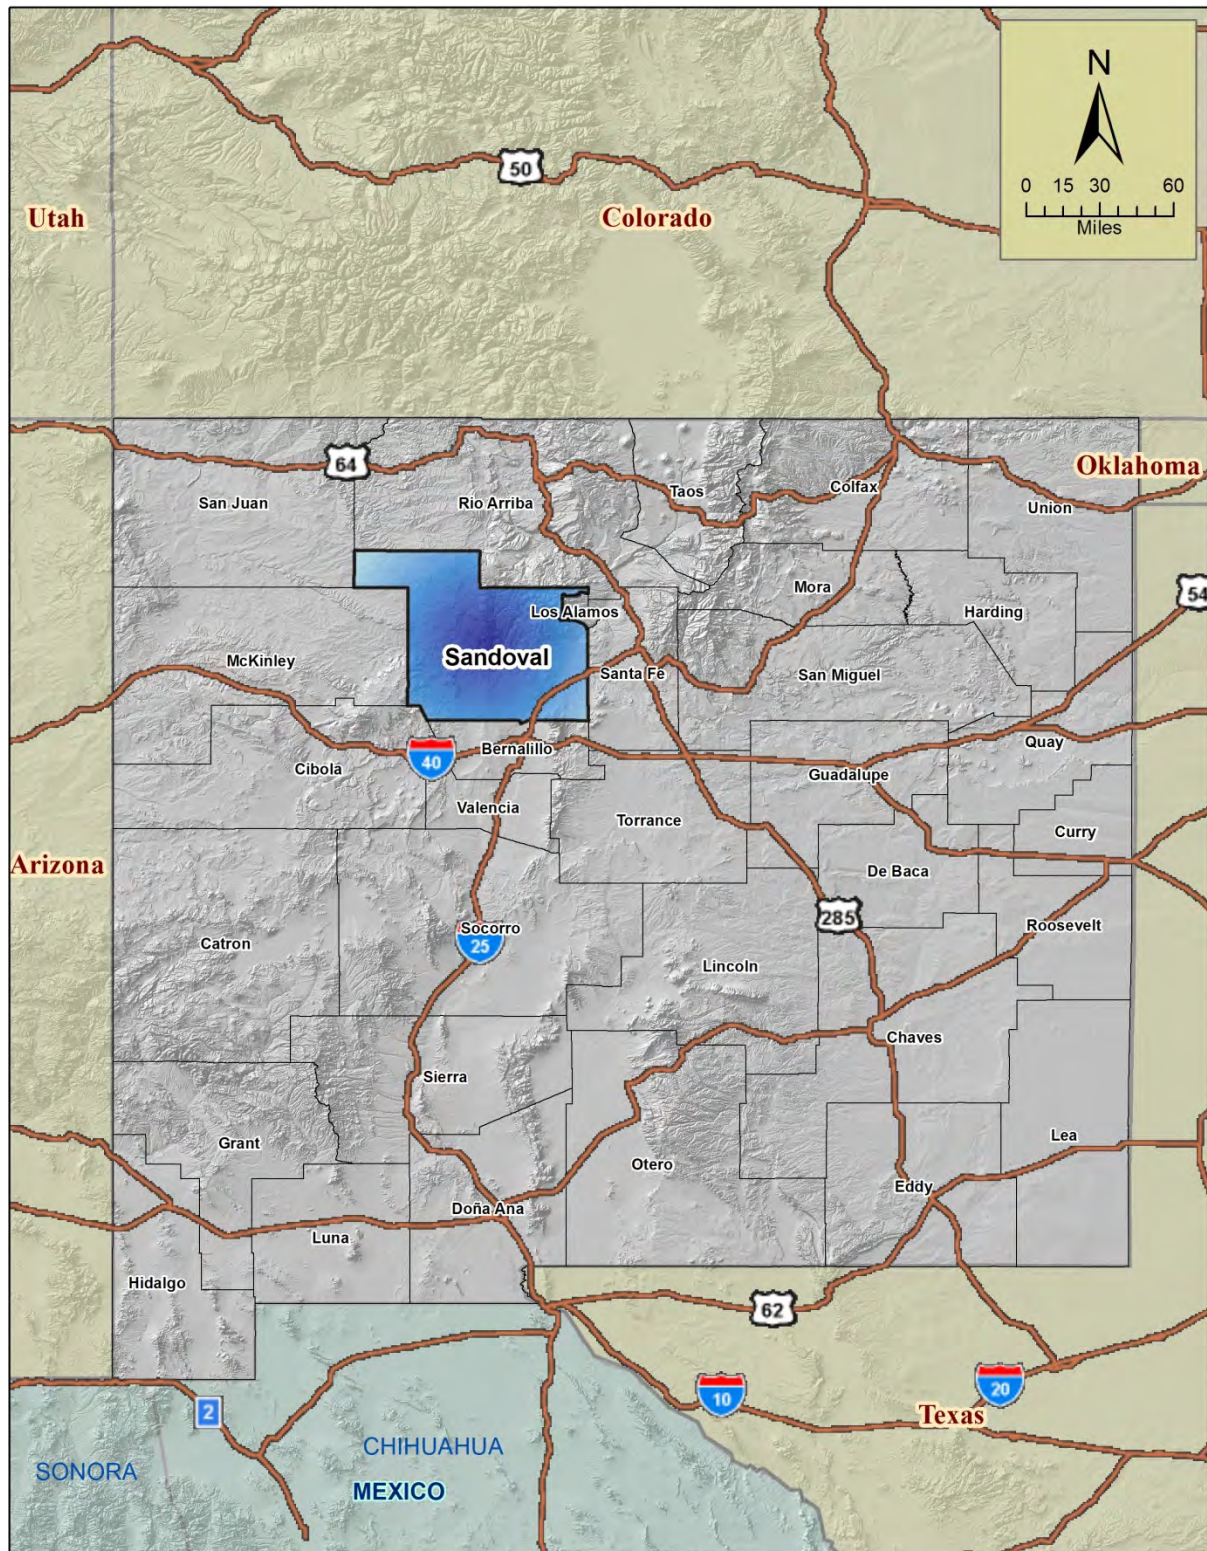 N
0 15 30 60
Miles
50
Utah
Colorado
64
Oklahoma
San Juan
Rio Arriba
Taos
Colfax
Union
54
Mora
Harding
Los Alamos
Sandoval
McKinley
Santa Fe
San Miguel
Bernalillo
Quay
40
Cibola
Guadalupe
Valencia
Torrance
Curry
Arizona
De Baca
285
Roosevelt
Socorro
25
Catron
Lincoln
Chaves
Sierra
Grant
Lea
Otero
Eddy
Doña Ana
Luna
Hidalgo
62
10
20
2
Texas
CHIHUAHUA
SONORA
MEXICO